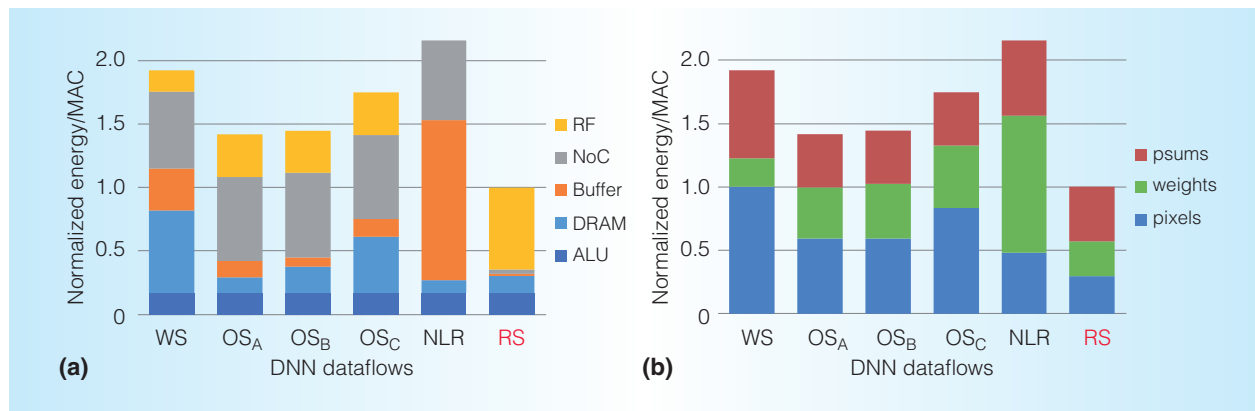 Normalized energy/MAC
2.0
1.5
1.0
0.5
0
WS OSA OSB OSC NLR RS
DNN dataflows
(a)
RF
NoC
Buffer
DRAM
ALU
Normalized energy/MAC
2.0
1.5
1.0
0.5
0
WS OSA OSB OSC NLR RS
DNN dataflows
(b)
psums
weights
pixels